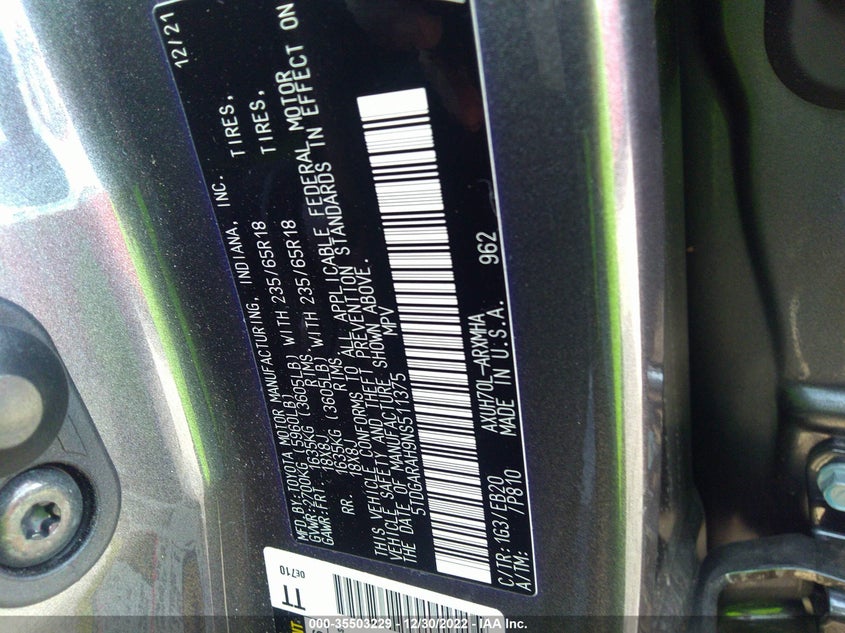 MFD.BY:TOYOTA MOTOR MANUFACTURING, INDIANA, INC. 12/21
GVWR:2700KG (5960LB)
GAWR:FRT. 1635KG (3605LB) WITH 235/65R18 TIRES,
18X8J RIMS
RR. 1635KG (3605LB) WITH 235/65R18 TIRES,
18X8J RIMS
THIS VEHICLE CONFORMS TO ALL APPLICABLE FEDERAL MOTOR
VEHICLE SAFETY AND THEFT PREVENTION STANDARDS IN EFFECT ON
THE DATE OF MANUFACTURE SHOWN ABOVE.
5TDGARAH9NS511375 MPV
C/TR: 1G3 /EB20 AXUH70L-ARXMHA
A/TM: /P810 MADE IN U.S.A. 962
TT
0E710
000-35503229 - 12/30/2022 - IAA Inc.